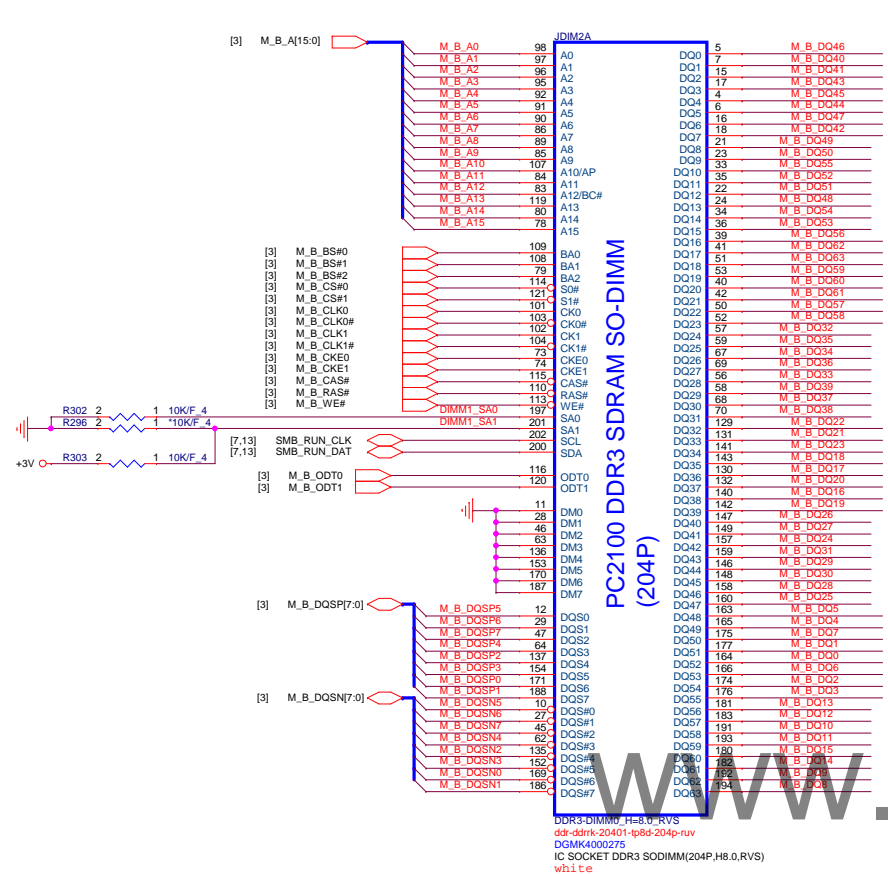 JDIM2A
[3] M_B_A[15:0]
M_B_A0 98 A0
M_B_A1 97 A1
M_B_A2 96 A2
M_B_A3 95 A3
M_B_A4 92 A4
M_B_A5 91 A5
M_B_A6 90 A6
M_B_A7 86 A7
M_B_A8 89 A8
M_B_A9 85 A9
M_B_A10 107 A10/AP
M_B_A11 84 A11
M_B_A12 83 A12/BC#
M_B_A13 119 A13
M_B_A14 80 A14
M_B_A15 78 A15
[3] M_B_BS#0 109 BA0
[3] M_B_BS#1 108 BA1
[3] M_B_BS#2 79 BA2
[3] M_B_CS#0 114 S0#
[3] M_B_CS#1 121 S1#
[3] M_B_CLK0 101 CK0
[3] M_B_CLK0# 103 CK0#
[3] M_B_CLK1 102 CK1
[3] M_B_CLK1# 104 CK1#
[3] M_B_CKE0 73 CKE0
[3] M_B_CKE1 74 CKE1
[3] M_B_CAS# 115 CAS#
[3] M_B_RAS# 110 RAS#
[3] M_B_WE# 113 WE#
R302 2 1 10K/F_4 DIMM1_SA0 197 SA0
R296 2 1 *10K/F_4 DIMM1_SA1 201 SA1
[7,13] SMB_RUN_CLK 202 SCL
[7,13] SMB_RUN_DAT 200 SDA
+3V R303 2 1 10K/F_4
[3] M_B_ODT0 116 ODT0
[3] M_B_ODT1 120 ODT1
11 DM0
28 DM1
46 DM2
63 DM3
136 DM4
153 DM5
170 DM6
187 DM7
[3] M_B_DQSP[7:0]
M_B_DQSP5 12 DQS0
M_B_DQSP6 29 DQS1
M_B_DQSP7 47 DQS2
M_B_DQSP4 64 DQS3
M_B_DQSP2 137 DQS4
M_B_DQSP3 154 DQS5
M_B_DQSP0 171 DQS6
M_B_DQSP1 188 DQS7
[3] M_B_DQSN[7:0]
M_B_DQSN5 10 DQS#0
M_B_DQSN6 27 DQS#1
M_B_DQSN7 45 DQS#2
M_B_DQSN4 62 DQS#3
M_B_DQSN2 135 DQS#4
M_B_DQSN3 152 DQS#5
M_B_DQSN0 169 DQS#6
M_B_DQSN1 186 DQS#7
PC2100 DDR3 SDRAM SO-DIMM
(204P)
DQ0 5 M_B_DQ46
DQ1 7 M_B_DQ40
DQ2 15 M_B_DQ41
DQ3 17 M_B_DQ43
DQ4 4 M_B_DQ45
DQ5 6 M_B_DQ44
DQ6 16 M_B_DQ47
DQ7 18 M_B_DQ42
DQ8 21 M_B_DQ49
DQ9 23 M_B_DQ50
DQ10 33 M_B_DQ55
DQ11 35 M_B_DQ52
DQ12 22 M_B_DQ51
DQ13 24 M_B_DQ48
DQ14 34 M_B_DQ54
DQ15 36 M_B_DQ53
DQ16 39 M_B_DQ56
DQ17 41 M_B_DQ62
DQ18 51 M_B_DQ63
DQ19 53 M_B_DQ59
DQ20 40 M_B_DQ60
DQ21 42 M_B_DQ61
DQ22 50 M_B_DQ57
DQ23 52 M_B_DQ58
DQ24 57 M_B_DQ32
DQ25 59 M_B_DQ35
DQ26 67 M_B_DQ34
DQ27 69 M_B_DQ36
DQ28 56 M_B_DQ33
DQ29 58 M_B_DQ39
DQ30 68 M_B_DQ37
DQ31 70 M_B_DQ38
DQ32 129 M_B_DQ22
DQ33 131 M_B_DQ21
DQ34 141 M_B_DQ23
DQ35 143 M_B_DQ18
DQ36 130 M_B_DQ17
DQ37 132 M_B_DQ20
DQ38 140 M_B_DQ16
DQ39 142 M_B_DQ19
DQ40 147 M_B_DQ26
DQ41 149 M_B_DQ27
DQ42 157 M_B_DQ24
DQ43 159 M_B_DQ31
DQ44 146 M_B_DQ29
DQ45 148 M_B_DQ30
DQ46 158 M_B_DQ28
DQ47 160 M_B_DQ25
DQ48 163 M_B_DQ5
DQ49 165 M_B_DQ4
DQ50 175 M_B_DQ7
DQ51 177 M_B_DQ1
DQ52 164 M_B_DQ0
DQ53 166 M_B_DQ6
DQ54 174 M_B_DQ2
DQ55 176 M_B_DQ3
DQ56 181 M_B_DQ13
DQ57 183 M_B_DQ12
DQ58 191 M_B_DQ10
DQ59 193 M_B_DQ11
DQ60 180 M_B_DQ15
DQ61 182 M_B_DQ14
DQ62 192 M_B_DQ9
DQ63 194 M_B_DQ8
www.
DDR3-DIMM0_H=8.0_RVS
ddr-ddrrk-20401-tp8d-204p-ruv
DGMK4000275
IC SOCKET DDR3 SODIMM(204P,H8.0,RVS)
white